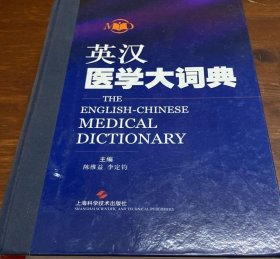 英汉
医学大词典
THE
ENGLISH-CHINESE
MEDICAL
DICTIONARY
主编
陈维益 李定钧
上海科学技术出版社
SHANGHAI SCIENTIFIC AND TECHNICAL PUBLISHERS